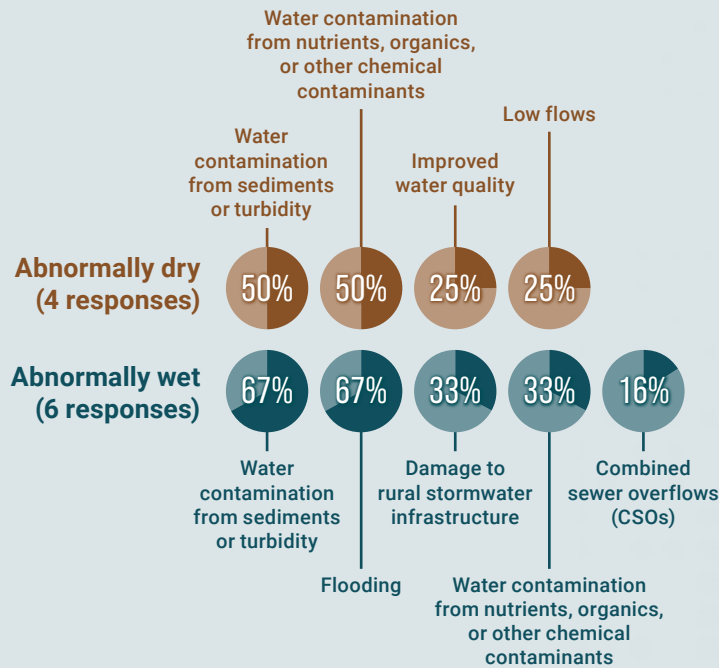 Water contamination
from nutrients, organics,
or other chemical
contaminants
Water
contamination
from sediments
or turbidity
Improved
water quality
Low flows
Abnormally dry
(4 responses)
50%
50%
25%
25%
Abnormally wet
(6 responses)
67%
67%
33%
33%
16%
Water
contamination
from sediments
or turbidity
Flooding
Damage to
rural stormwater
infrastructure
Water contamination
from nutrients, organics,
or other chemical
contaminants
Combined
sewer overflows
(CSOs)